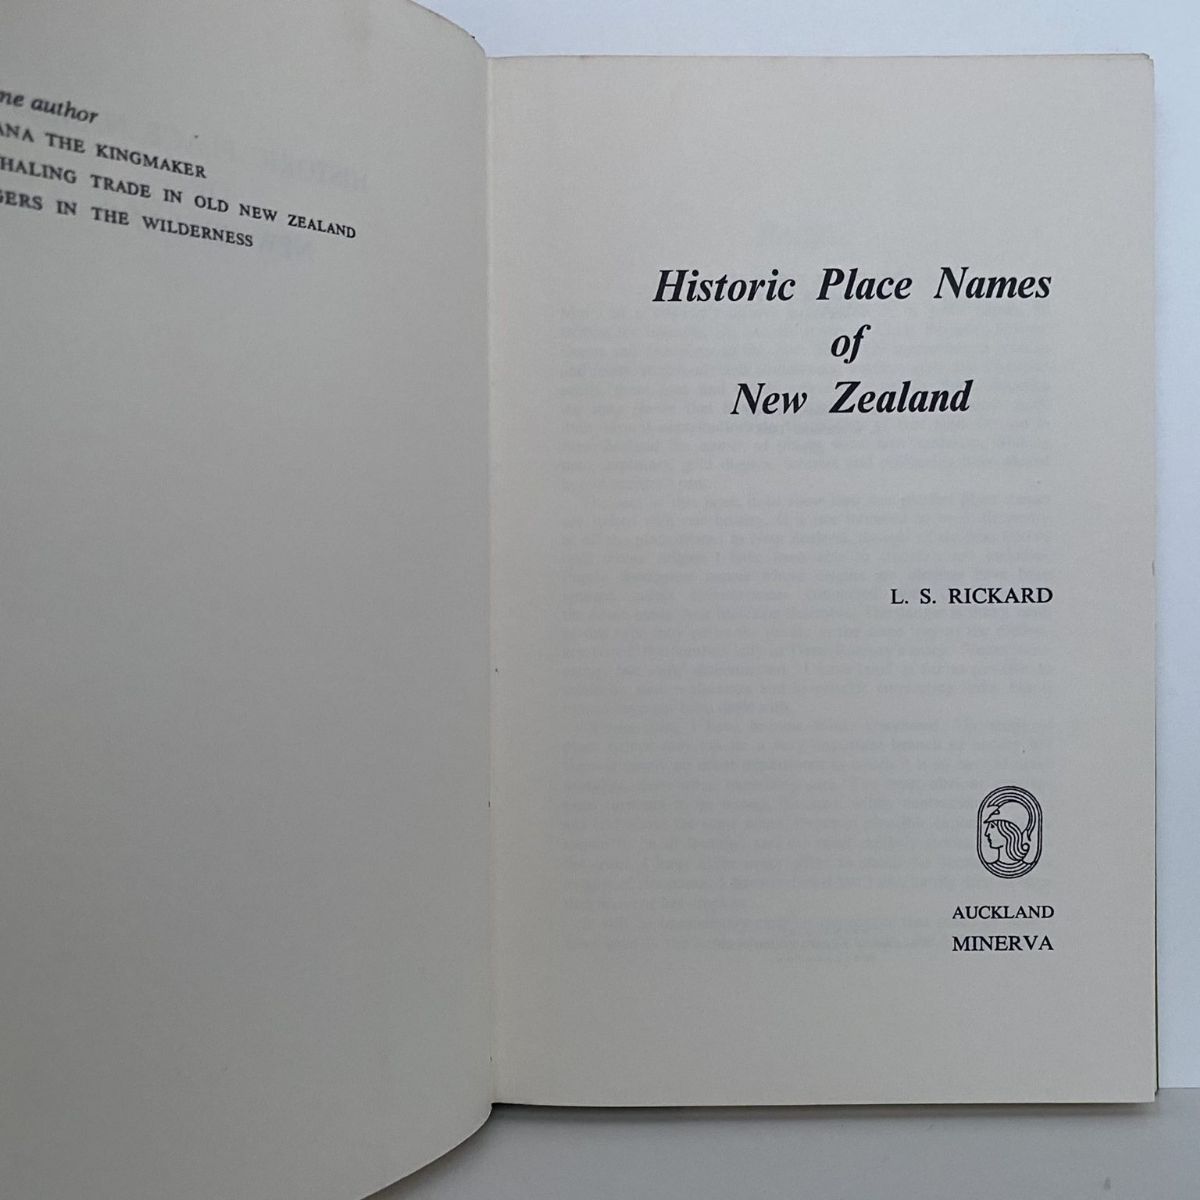 me author
ANA THE KINGMAKER
HALING TRADE IN OLD NEW ZEALAND
GERS IN THE WILDERNESS
Historic Place Names
of
New Zealand
L. S. RICKARD
AUCKLAND
MINERVA